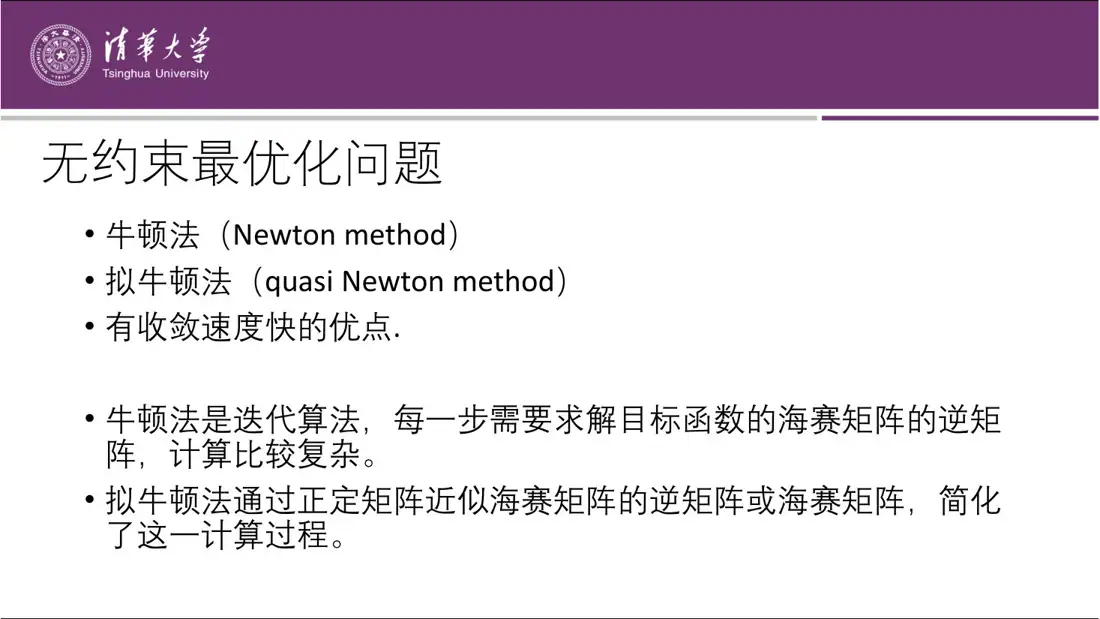 清华大学
Tsinghua University
无约束最优化问题
• 牛顿法（Newton method）
• 拟牛顿法（quasi Newton method）
• 有收敛速度快的优点.
• 牛顿法是迭代算法，每一步需要求解目标函数的海赛矩阵的逆矩
阵，计算比较复杂。
• 拟牛顿法通过正定矩阵近似海赛矩阵的逆矩阵或海赛矩阵，简化
了这一计算过程。